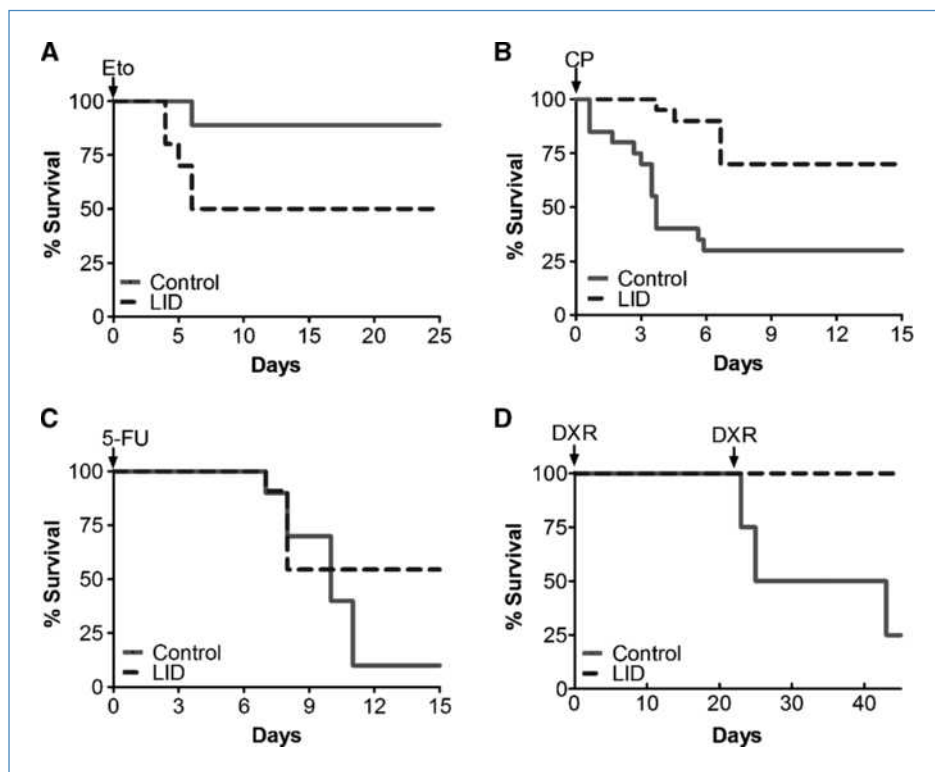 A
Eto
100
75
50
25
0
% Survival
Control
LID
0 5 10 15 20 25
Days
B
CP
100
75
50
25
0
% Survival
Control
LID
0 3 6 9 12 15
Days
C
5-FU
100
75
50
25
0
% Survival
Control
LID
0 3 6 9 12 15
Days
D
DXR DXR
100
75
50
25
0
% Survival
Control
LID
0 10 20 30 40
Days